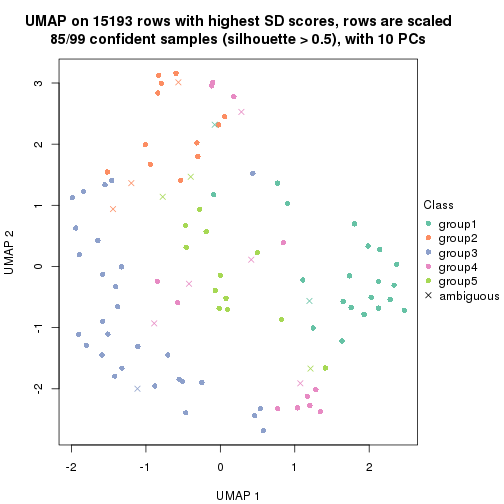 UMAP on 15193 rows with highest SD scores, rows are scaled
85/99 confident samples (silhouette > 0.5), with 10 PCs
3
2
1
0
-1
-2
UMAP 2
-2 -1 0 1 2
UMAP 1
Class
group1
group2
group3
group4
group5
ambiguous